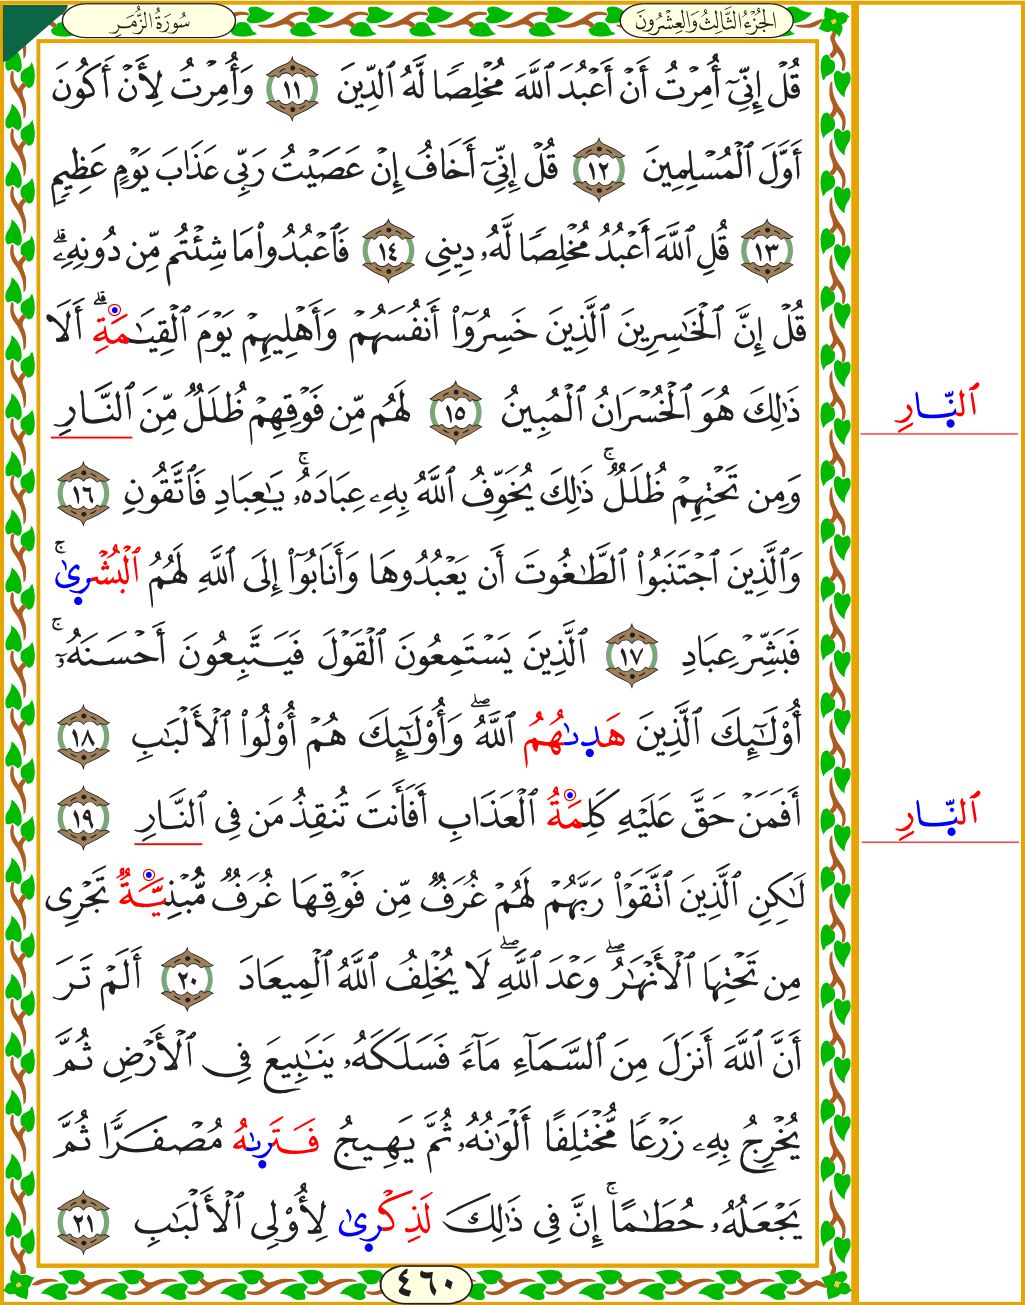 سُورَةُ الزُّمَرِ
الجُزْءُ الثَّالِثُ وَالعِشْرُونَ
قُلْ إِنِّىٓ أُمِرْتُ أَنْ أَعْبُدَ ٱللَّهَ مُخْلِصًا لَّهُ ٱلدِّينَ ١١ وَأُمِرْتُ لِأَنْ أَكُونَ
أَوَّلَ ٱلْمُسْلِمِينَ ١٢ قُلْ إِنِّىٓ أَخَافُ إِنْ عَصَيْتُ رَبِّى عَذَابَ يَوْمٍ عَظِيمٍ
١٣ قُلِ ٱللَّهَ أَعْبُدُ مُخْلِصًا لَّهُۥ دِينِى ١٤ فَٱعْبُدُوا۟ مَا شِئْتُم مِّن دُونِهِۦۗ
قُلْ إِنَّ ٱلْخَٰسِرِينَ ٱلَّذِينَ خَسِرُوٓا۟ أَنفُسَهُمْ وَأَهْلِيهِمْ يَوْمَ ٱلْقِيَٰمَةِۗ أَلَا
ذَٰلِكَ هُوَ ٱلْخُسْرَانُ ٱلْمُبِينُ ١٥ لَهُم مِّن فَوْقِهِمْ ظُلَلٌ مِّنَ ٱلنَّارِ
ٱلنّارِ
وَمِن تَحْتِهِمْ ظُلَلٌۚ ذَٰلِكَ يُخَوِّفُ ٱللَّهُ بِهِۦ عِبَادَهُۥۚ يَٰعِبَادِ فَٱتَّقُونِ ١٦
وَٱلَّذِينَ ٱجْتَنَبُوا۟ ٱلطَّٰغُوتَ أَن يَعْبُدُوهَا وَأَنَابُوٓا۟ إِلَى ٱللَّهِ لَهُمُ ٱلْبُشْرَىٰۚ
فَبَشِّرْ عِبَادِ ١٧ ٱلَّذِينَ يَسْتَمِعُونَ ٱلْقَوْلَ فَيَتَّبِعُونَ أَحْسَنَهُۥٓۚ
أُو۟لَٰٓئِكَ ٱلَّذِينَ هَدَىٰهُمُ ٱللَّهُۖ وَأُو۟لَٰٓئِكَ هُمْ أُو۟لُوا۟ ٱلْأَلْبَٰبِ ١٨
أَفَمَنْ حَقَّ عَلَيْهِ كَلِمَةُ ٱلْعَذَابِ أَفَأَنتَ تُنقِذُ مَن فِى ٱلنَّارِ ١٩
ٱلنّارِ
لَٰكِنِ ٱلَّذِينَ ٱتَّقَوْا۟ رَبَّهُمْ لَهُمْ غُرَفٌ مِّن فَوْقِهَا غُرَفٌ مَّبْنِيَّةٌ تَجْرِى
مِن تَحْتِهَا ٱلْأَنْهَٰرُۖ وَعْدَ ٱللَّهِۖ لَا يُخْلِفُ ٱللَّهُ ٱلْمِيعَادَ ٢٠ أَلَمْ تَرَ
أَنَّ ٱللَّهَ أَنزَلَ مِنَ ٱلسَّمَآءِ مَآءً فَسَلَكَهُۥ يَنَٰبِيعَ فِى ٱلْأَرْضِ ثُمَّ
يُخْرِجُ بِهِۦ زَرْعًا مُّخْتَلِفًا أَلْوَٰنُهُۥ ثُمَّ يَهِيجُ فَتَرَىٰهُ مُصْفَرًّا ثُمَّ
يَجْعَلُهُۥ حُطَٰمًاۚ إِنَّ فِى ذَٰلِكَ لَذِكْرَىٰ لِأُو۟لِى ٱلْأَلْبَٰبِ ٢١
٤٦٠